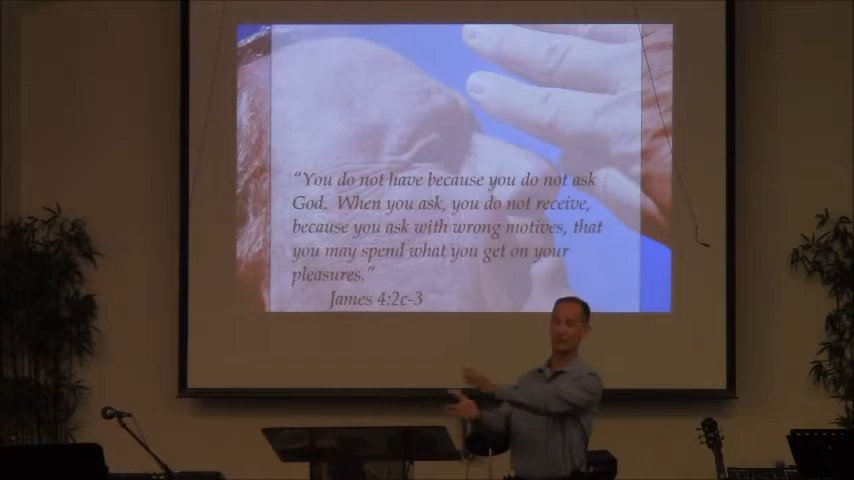 “You do not have because you do not ask
God.  When you ask, you do not receive,
because you ask with wrong motives, that
you may spend what you get on your
pleasures.”
James 4:2c-3